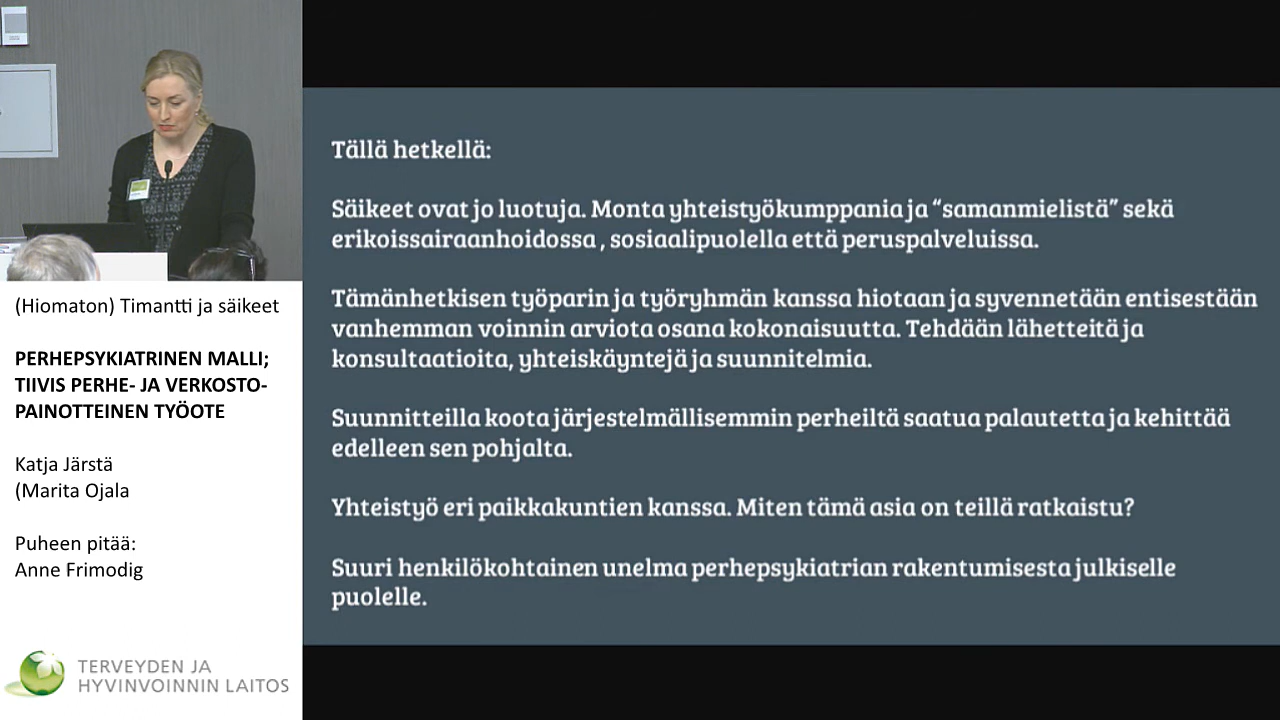 (Hiomaton) Timantti ja säikeet
PERHEPSYKIATRINEN MALLI;
TIIVIS PERHE- JA VERKOSTO-
PAINOTTEINEN TYÖOTE
Katja Järstä
(Marita Ojala
Puheen pitää:
Anne Frimodig
TERVEYDEN JA
HYVINVOINNIN LAITOS
Tällä hetkellä:
Säikeet ovat jo luotuja. Monta yhteistyökumppania ja “samanmielistä” sekä
erikoissairaanhoidossa , sosiaalipuolella että peruspalveluissa.
Tämänhetkisen työparin ja työryhmän kanssa hiotaan ja syvennetään entisestään
vanhemman voinnin arviota osana kokonaisuutta. Tehdään lähetteitä ja
konsultaatioita, yhteiskäyntejä ja suunnitelmia.
Suunnitteilla koota järjestelmällisemmin perheiltä saatua palautetta ja kehittää
edelleen sen pohjalta.
Yhteistyö eri paikkakuntien kanssa. Miten tämä asia on teillä ratkaistu?
Suuri henkilökohtainen unelma perhepsykiatrian rakentumisesta julkiselle
puolelle.